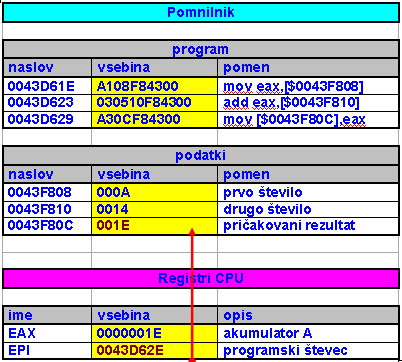 Pomnilnik
program
naslov vsebina pomen
0043D61E A108F84300 mov eax,[$0043F808]
0043D623 030510F84300 add eax,[$0043F810]
0043D629 A30CF84300 mov [$0043F80C],eax
podatki
naslov vsebina pomen
0043F808 000A prvo število
0043F810 0014 drugo število
0043F80C 001E pričakovani rezultat
Registri CPU
ime vsebina opis
EAX 0000001E akumulator A
EPI 0043D62E programski števec